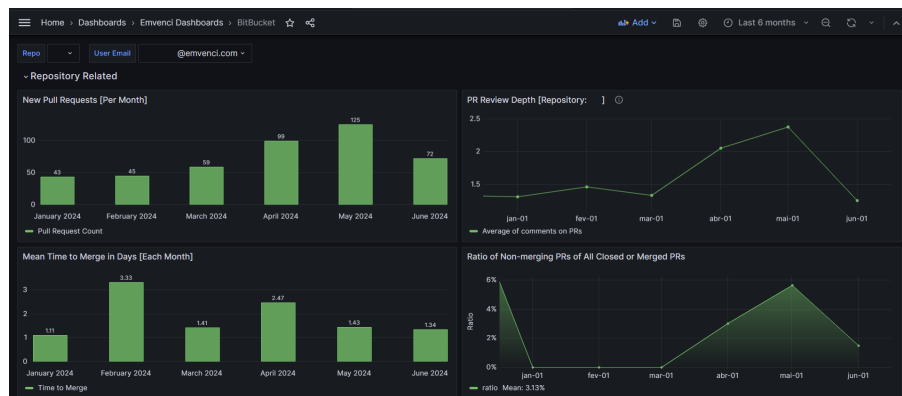 Home › Dashboards › Emvenci Dashboards › BitBucket
Add
Last 6 months
Repo
User Email
@emvenci.com
Repository Related
New Pull Requests [Per Month]
100
50
0
43
45
59
99
125
72
January 2024
February 2024
March 2024
April 2024
May 2024
June 2024
Pull Request Count
PR Review Depth [Repository: ]
2.5
2
1.5
jan-01
fev-01
mar-01
abr-01
mai-01
jun-01
Average of comments on PRs
Mean Time to Merge in Days [Each Month]
3
2
1
0
1.11
3.33
1.41
2.47
1.43
1.34
January 2024
February 2024
March 2024
April 2024
May 2024
June 2024
Time to Merge
Ratio of Non-merging PRs of All Closed or Merged PRs
Ratio
6%
4%
2%
0%
jan-01
fev-01
mar-01
abr-01
mai-01
jun-01
ratio Mean: 3.13%